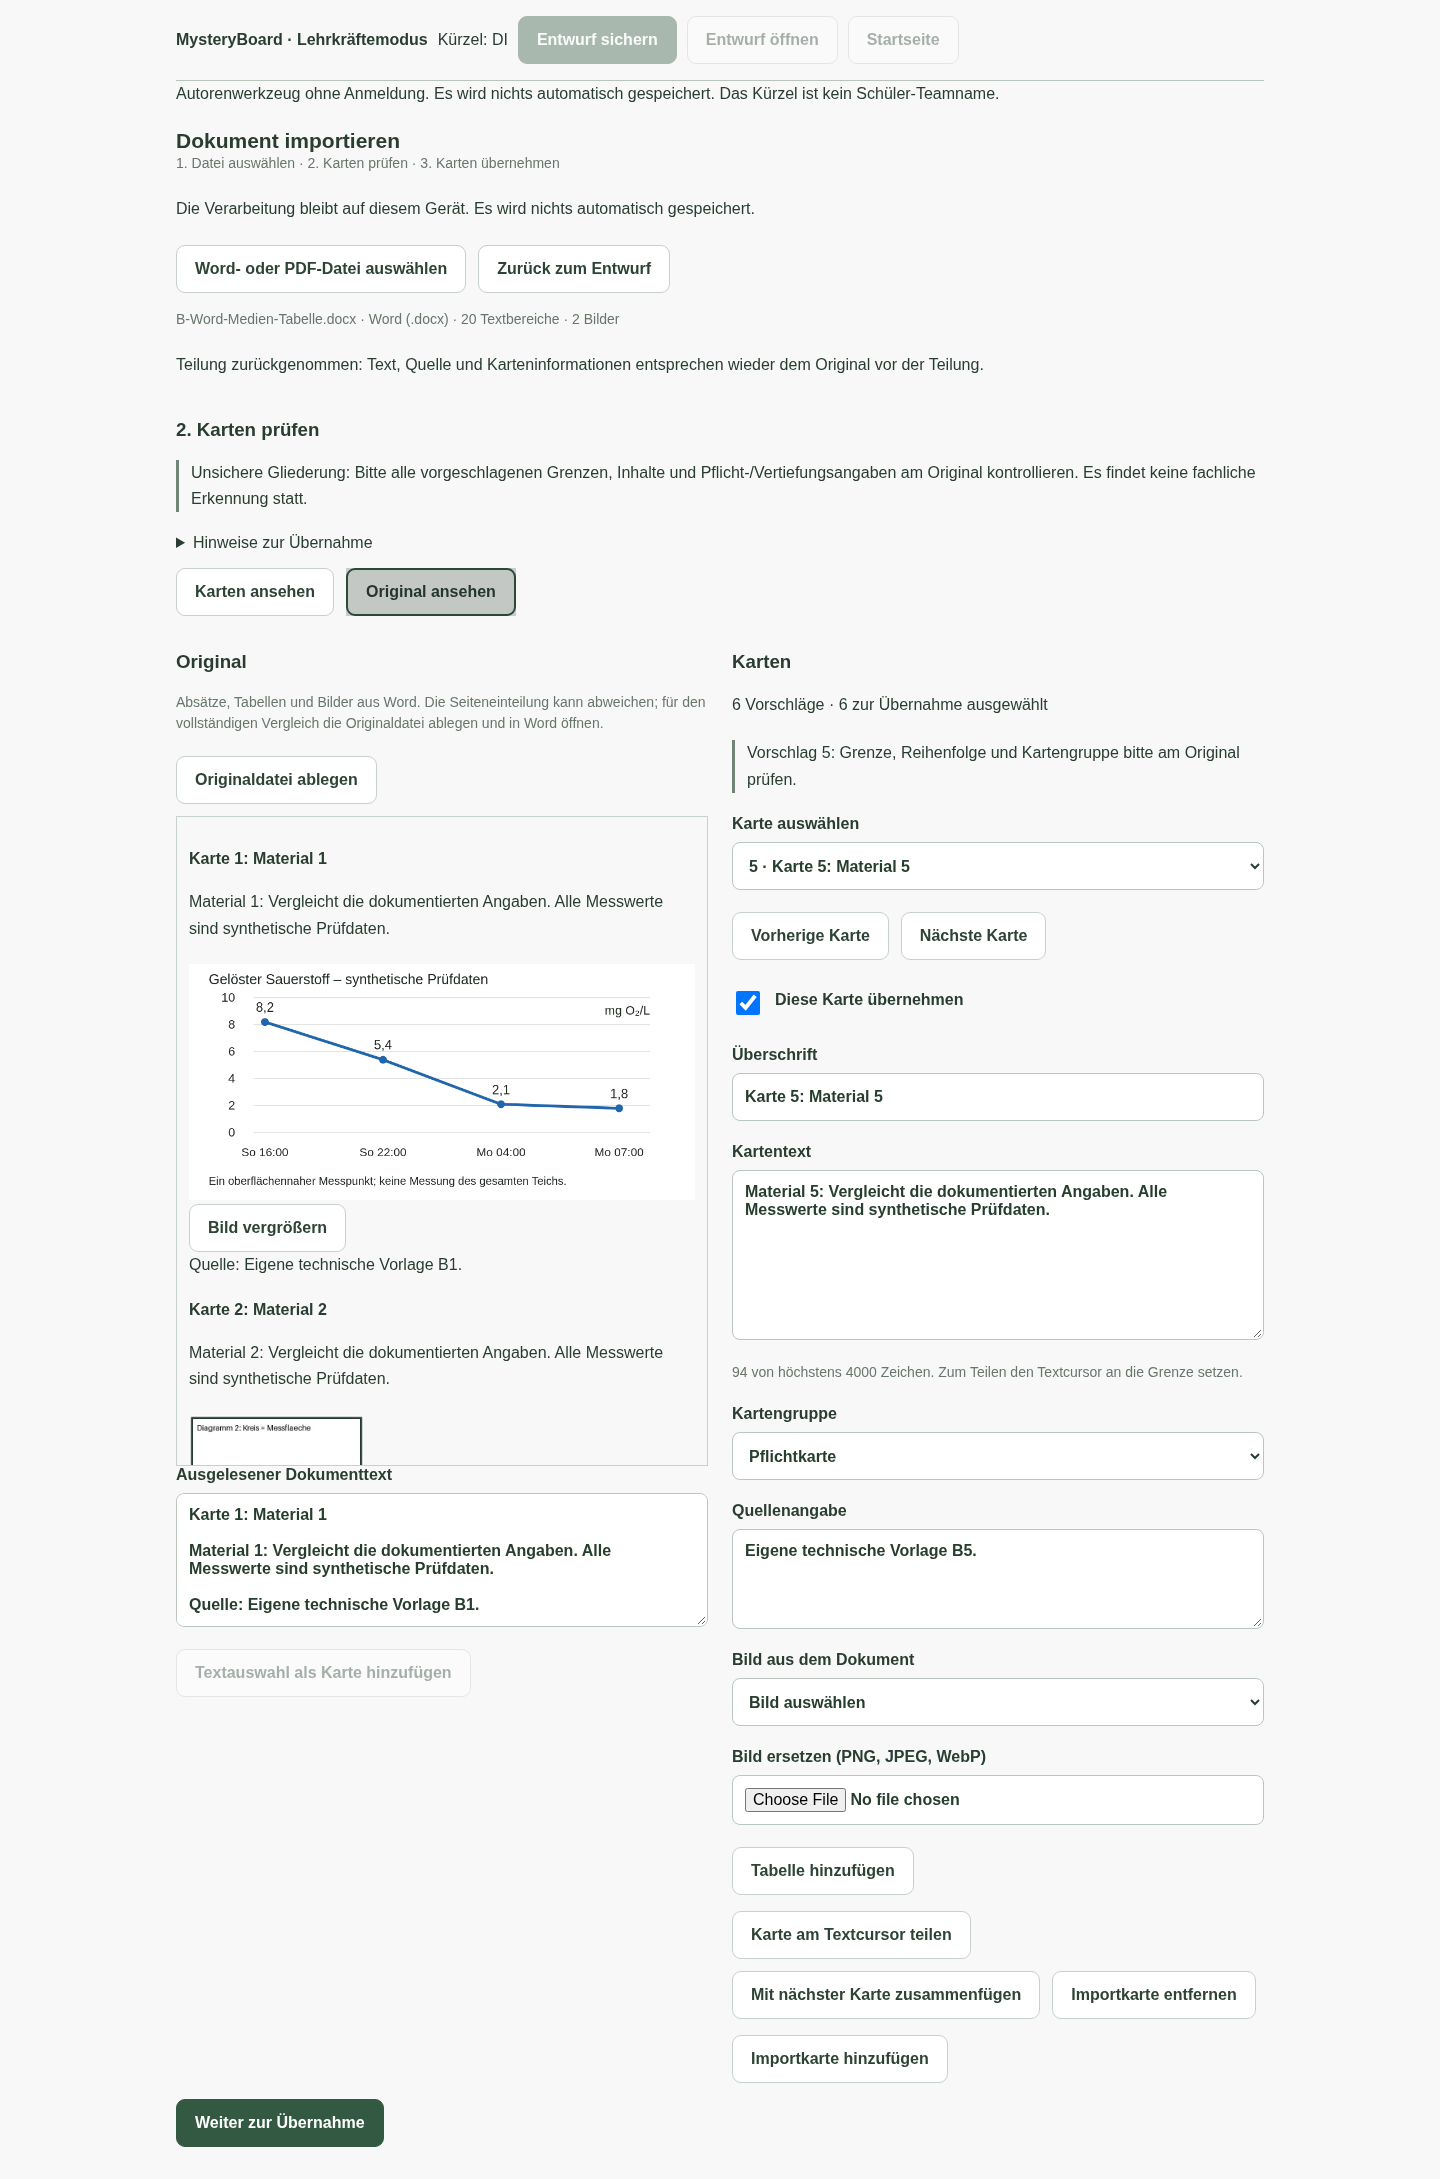 MysteryBoard · Lehrkräftemodus Kürzel: DI Entwurf sichern Entwurf öffnen Startseite
Autorenwerkzeug ohne Anmeldung. Es wird nichts automatisch gespeichert. Das Kürzel ist kein Schüler-Teamname.
Dokument importieren
1. Datei auswählen · 2. Karten prüfen · 3. Karten übernehmen
Die Verarbeitung bleibt auf diesem Gerät. Es wird nichts automatisch gespeichert.
Word- oder PDF-Datei auswählen Zurück zum Entwurf
B-Word-Medien-Tabelle.docx · Word (.docx) · 20 Textbereiche · 2 Bilder
Teilung zurückgenommen: Text, Quelle und Karteninformationen entsprechen wieder dem Original vor der Teilung.
2. Karten prüfen
Unsichere Gliederung: Bitte alle vorgeschlagenen Grenzen, Inhalte und Pflicht-/Vertiefungsangaben am Original kontrollieren. Es findet keine fachliche
Erkennung statt.
Hinweise zur Übernahme
Karten ansehen Original ansehen
Original
Absätze, Tabellen und Bilder aus Word. Die Seiteneinteilung kann abweichen; für den
vollständigen Vergleich die Originaldatei ablegen und in Word öffnen.
Originaldatei ablegen
Karte 1: Material 1
Material 1: Vergleicht die dokumentierten Angaben. Alle Messwerte
sind synthetische Prüfdaten.
Gelöster Sauerstoff – synthetische Prüfdaten
mg O₂/L
10
8
6
4
2
0
8,2
5,4
2,1
1,8
So 16:00 So 22:00 Mo 04:00 Mo 07:00
Ein oberflächennaher Messpunkt; keine Messung des gesamten Teichs.
Bild vergrößern
Quelle: Eigene technische Vorlage B1.
Karte 2: Material 2
Material 2: Vergleicht die dokumentierten Angaben. Alle Messwerte
sind synthetische Prüfdaten.
Diagramm 2: Kreis = Messflaeche
Ausgelesener Dokumenttext
Karte 1: Material 1
Material 1: Vergleicht die dokumentierten Angaben. Alle
Messwerte sind synthetische Prüfdaten.
Quelle: Eigene technische Vorlage B1.
Textauswahl als Karte hinzufügen
Karten
6 Vorschläge · 6 zur Übernahme ausgewählt
Vorschlag 5: Grenze, Reihenfolge und Kartengruppe bitte am Original
prüfen.
Karte auswählen
5 · Karte 5: Material 5
Vorherige Karte Nächste Karte
Diese Karte übernehmen
Überschrift
Karte 5: Material 5
Kartentext
Material 5: Vergleicht die dokumentierten Angaben. Alle
Messwerte sind synthetische Prüfdaten.
94 von höchstens 4000 Zeichen. Zum Teilen den Textcursor an die Grenze setzen.
Kartengruppe
Pflichtkarte
Quellenangabe
Eigene technische Vorlage B5.
Bild aus dem Dokument
Bild auswählen
Bild ersetzen (PNG, JPEG, WebP)
Choose File No file chosen
Tabelle hinzufügen
Karte am Textcursor teilen
Mit nächster Karte zusammenfügen Importkarte entfernen
Importkarte hinzufügen
Weiter zur Übernahme